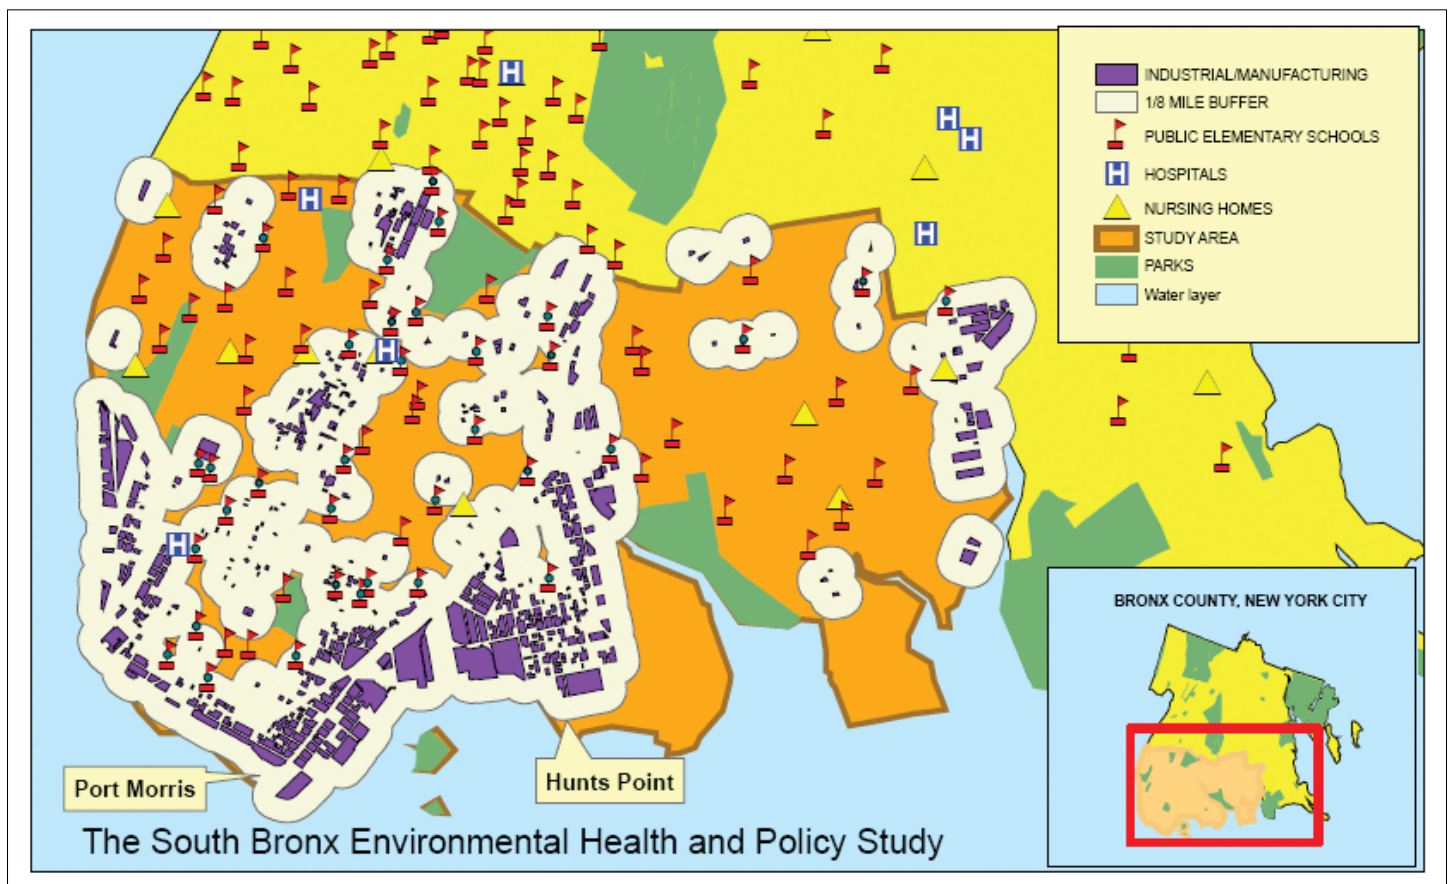 INDUSTRIAL/MANUFACTURING
1/8 MILE BUFFER
PUBLIC ELEMENTARY SCHOOLS
H HOSPITALS
NURSING HOMES
STUDY AREA
PARKS
Water layer
H
H
H
H
H
H
H
BRONX COUNTY, NEW YORK CITY
Port Morris
Hunts Point
The South Bronx Environmental Health and Policy Study